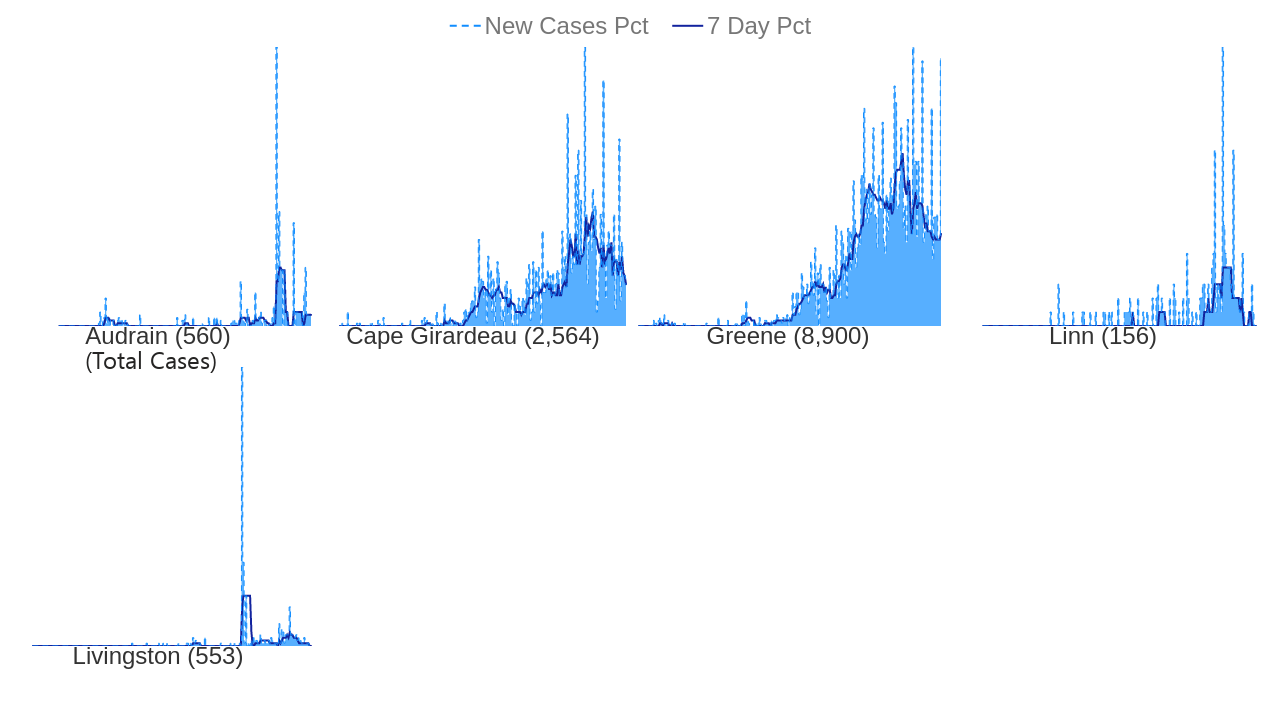 New Cases Pct 7 Day Pct
Audrain (560)
(Total Cases)
Cape Girardeau (2,564)
Greene (8,900)
Linn (156)
Livingston (553)